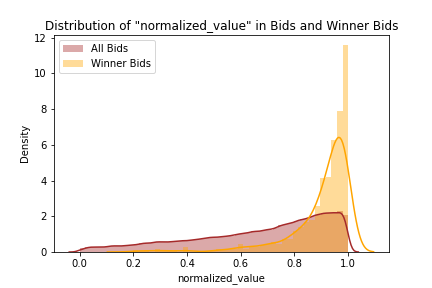 Distribution of "normalized_value" in Bids and Winner Bids
All Bids
Winner Bids
Density
12
10
8
6
4
2
0
0.0 0.2 0.4 0.6 0.8 1.0
normalized_value